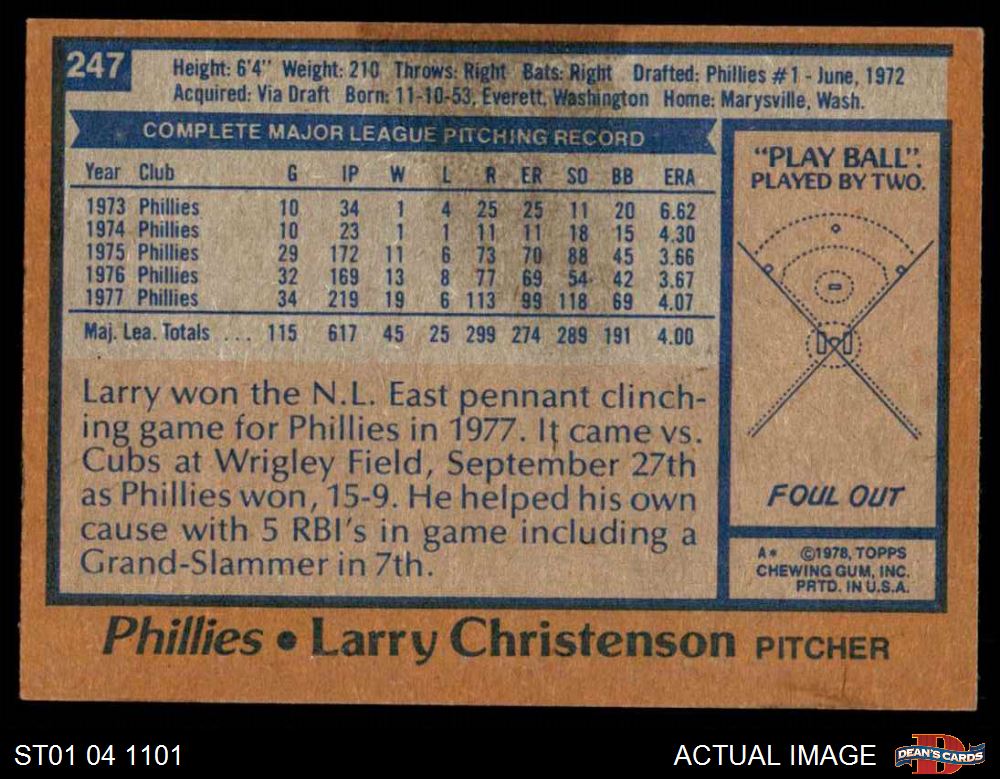 247
Height: 6'4" Weight: 210 Throws: Right Bats: Right Drafted: Phillies #1 - June, 1972
Acquired: Via Draft Born: 11-10-53, Everett, Washington Home: Marysville, Wash.
COMPLETE MAJOR LEAGUE PITCHING RECORD
Year Club G IP W L R ER SO BB ERA
1973 Phillies 10 34 1 4 25 25 11 20 6.62
1974 Phillies 10 23 1 1 11 11 18 15 4.30
1975 Phillies 29 172 11 6 73 70 88 45 3.66
1976 Phillies 32 169 13 8 77 69 54 42 3.67
1977 Phillies 34 219 19 6 113 99 118 69 4.07
Maj. Lea. Totals ... 115 617 45 25 299 274 289 191 4.00
Larry won the N.L. East pennant clinch-
ing game for Phillies in 1977. It came vs.
Cubs at Wrigley Field, September 27th
as Phillies won, 15-9. He helped his own
cause with 5 RBI's in game including a
Grand-Slammer in 7th.
"PLAY BALL".
PLAYED BY TWO.
FOUL OUT
A* ©1978, TOPPS
CHEWING GUM, INC.
PRTD. IN U.S.A.
Phillies • Larry Christenson PITCHER
ST01 04 1101
ACTUAL IMAGE
D
DEAN'S CARDS